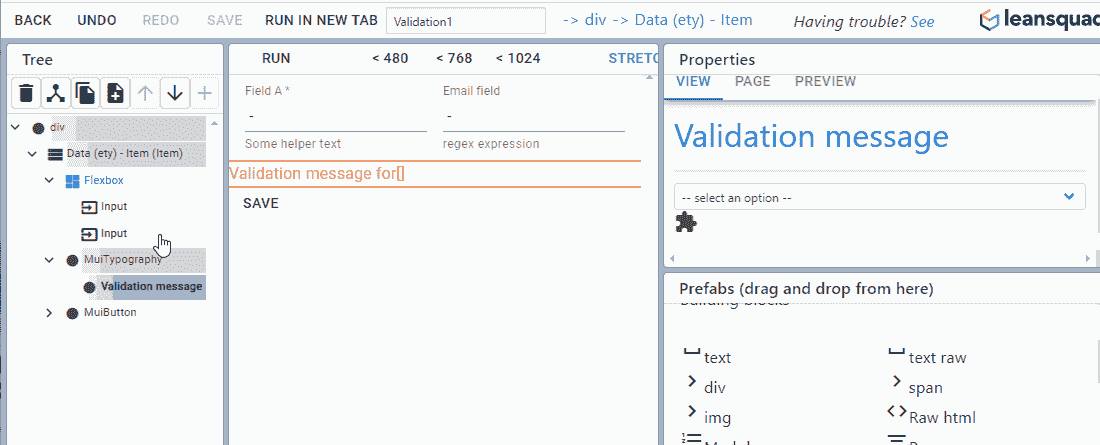 BACK UNDO REDO SAVE RUN IN NEW TAB Validation1 -> div -> Data (ety) - Item Having trouble? See leansquad
Tree
div
Data (ety) - Item (Item)
Flexbox
Input
Input
MuiTypography
Validation message
MuiButton
RUN < 480 < 768 < 1024 STRETC
Field A * Email field
- -
Some helper text regex expression
Validation message for[]
SAVE
Properties
VIEW PAGE PREVIEW
Validation message
-- select an option --
Prefabs (drag and drop from here)
Building blocks
text text raw
div span
img Raw html